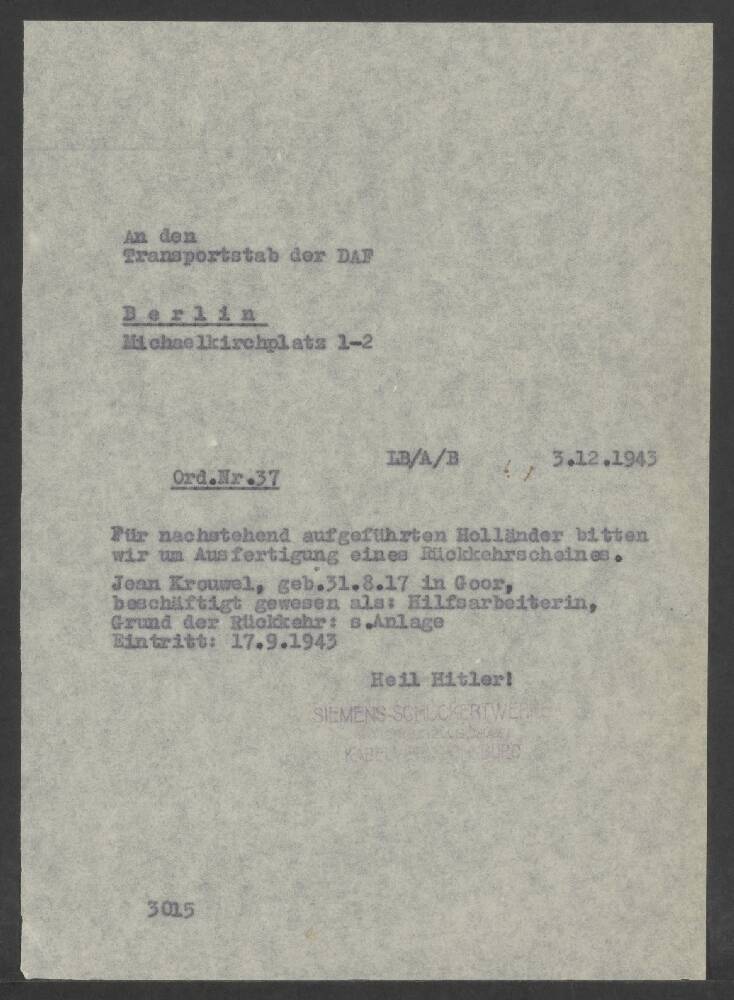 An den
Transportstab der DAF
Berlin
Michaelkirchplatz 1-2
LB/A/B 3.12.1943
Ord.Nr.37
Für nachstehend aufgeführten Holländer bitten
wir um Ausfertigung eines Rückkehrscheines.
Jean Krouwel, geb.31.8.17 in Goor,
beschäftigt gewesen als: Hilfsarbeiterin,
Grund der Rückkehr: s.Anlage
Eintritt: 17.9.1943
Heil Hitler!
SIEMENS-SCHUCKERTWERKE
3015